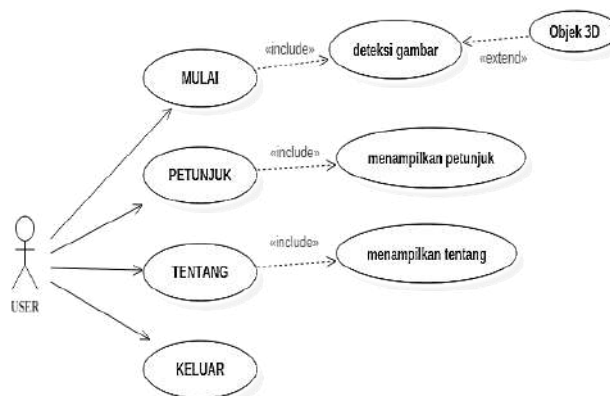 Objek 3D
«include»
deteksi gambar
«extend»
MULAI
«include»
PETUNJUK
menampilkan petunjuk
«include»
TENTANG
menampilkan tentang
USER
KELUAR